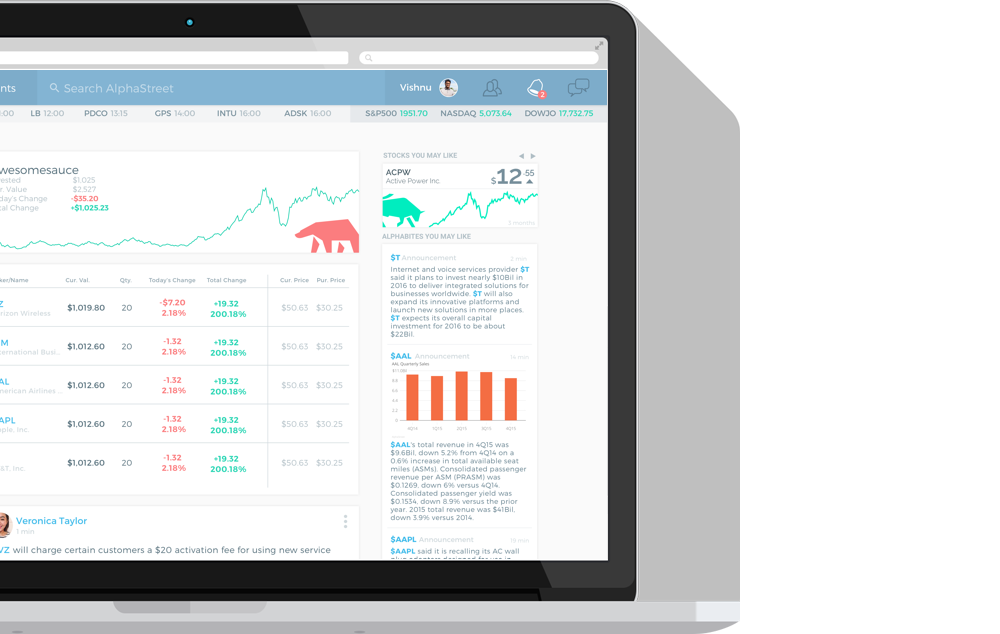 nts
Search AlphaStreet
Vishnu
2
:00 LB 12:00 PDCO 13:15 GPS 14:00 INTU 16:00 ADSK 16:00 S&P500 1951.70 NASDAQ 5,073.64 DOWJO 17,732.75
wesomesauce
ested $1,025
r. Value $2,527
day's Change -$35.20
tal Change +$1,025.23
STOCKS YOU MAY LIKE
ACPW
Active Power Inc.
$12.55
3 months
ker/Name Cur. Val. Qty. Today's Change Total Change Cur. Price Pur. Price
Z
rizon Wireless
$1,019.80 20 -$7.20 +19.32 $50.63 $30.25
2.18% 200.18%
M
ternational Busi..
$1,012.60 20 -1.32 +19.32 $50.63 $30.25
2.18% 200.18%
AL
merican Airlines ..
$1,012.60 20 -1.32 +19.32 $50.63 $30.25
2.18% 200.18%
APL
ple, Inc.
$1,012.60 20 -1.32 +19.32 $50.63 $30.25
2.18% 200.18%
&T, Inc.
$1,012.60 20 -1.32 +19.32 $50.63 $30.25
2.18% 200.18%
Veronica Taylor
1 min
VZ will charge certain customers a $20 activation fee for using new service
ALPHABITES YOU MAY LIKE
$T Announcement 2 min
Internet and voice services provider $T
said it plans to invest nearly $10Bil in
2016 to deliver integrated solutions for
businesses worldwide. $T will also
expand its innovative platforms and
launch new solutions in more places.
$T expects its overall capital
investment for 2016 to be about
$22Bil.
$AAL Announcement 14 min
AAL Quarterly Sales
8.8
6.6
4.4
2.2
0
4Q15 1Q15 2Q15 3Q15 4Q15
$AAL's total revenue in 4Q15 was
$9.6Bil, down 5.2% from 4Q14 on a
0.6% increase in total available seat
miles (ASMs). Consolidated passenger
revenue per ASM (PRASM) was
$0.1269, down 6% versus 4Q14.
Consolidated passenger yield was
$0.1534, down 8.9% versus the prior
year. 2015 total revenue was $41Bil,
down 3.9% versus 2014.
$AAPL Announcement
$AAPL said it is recalling its AC wall